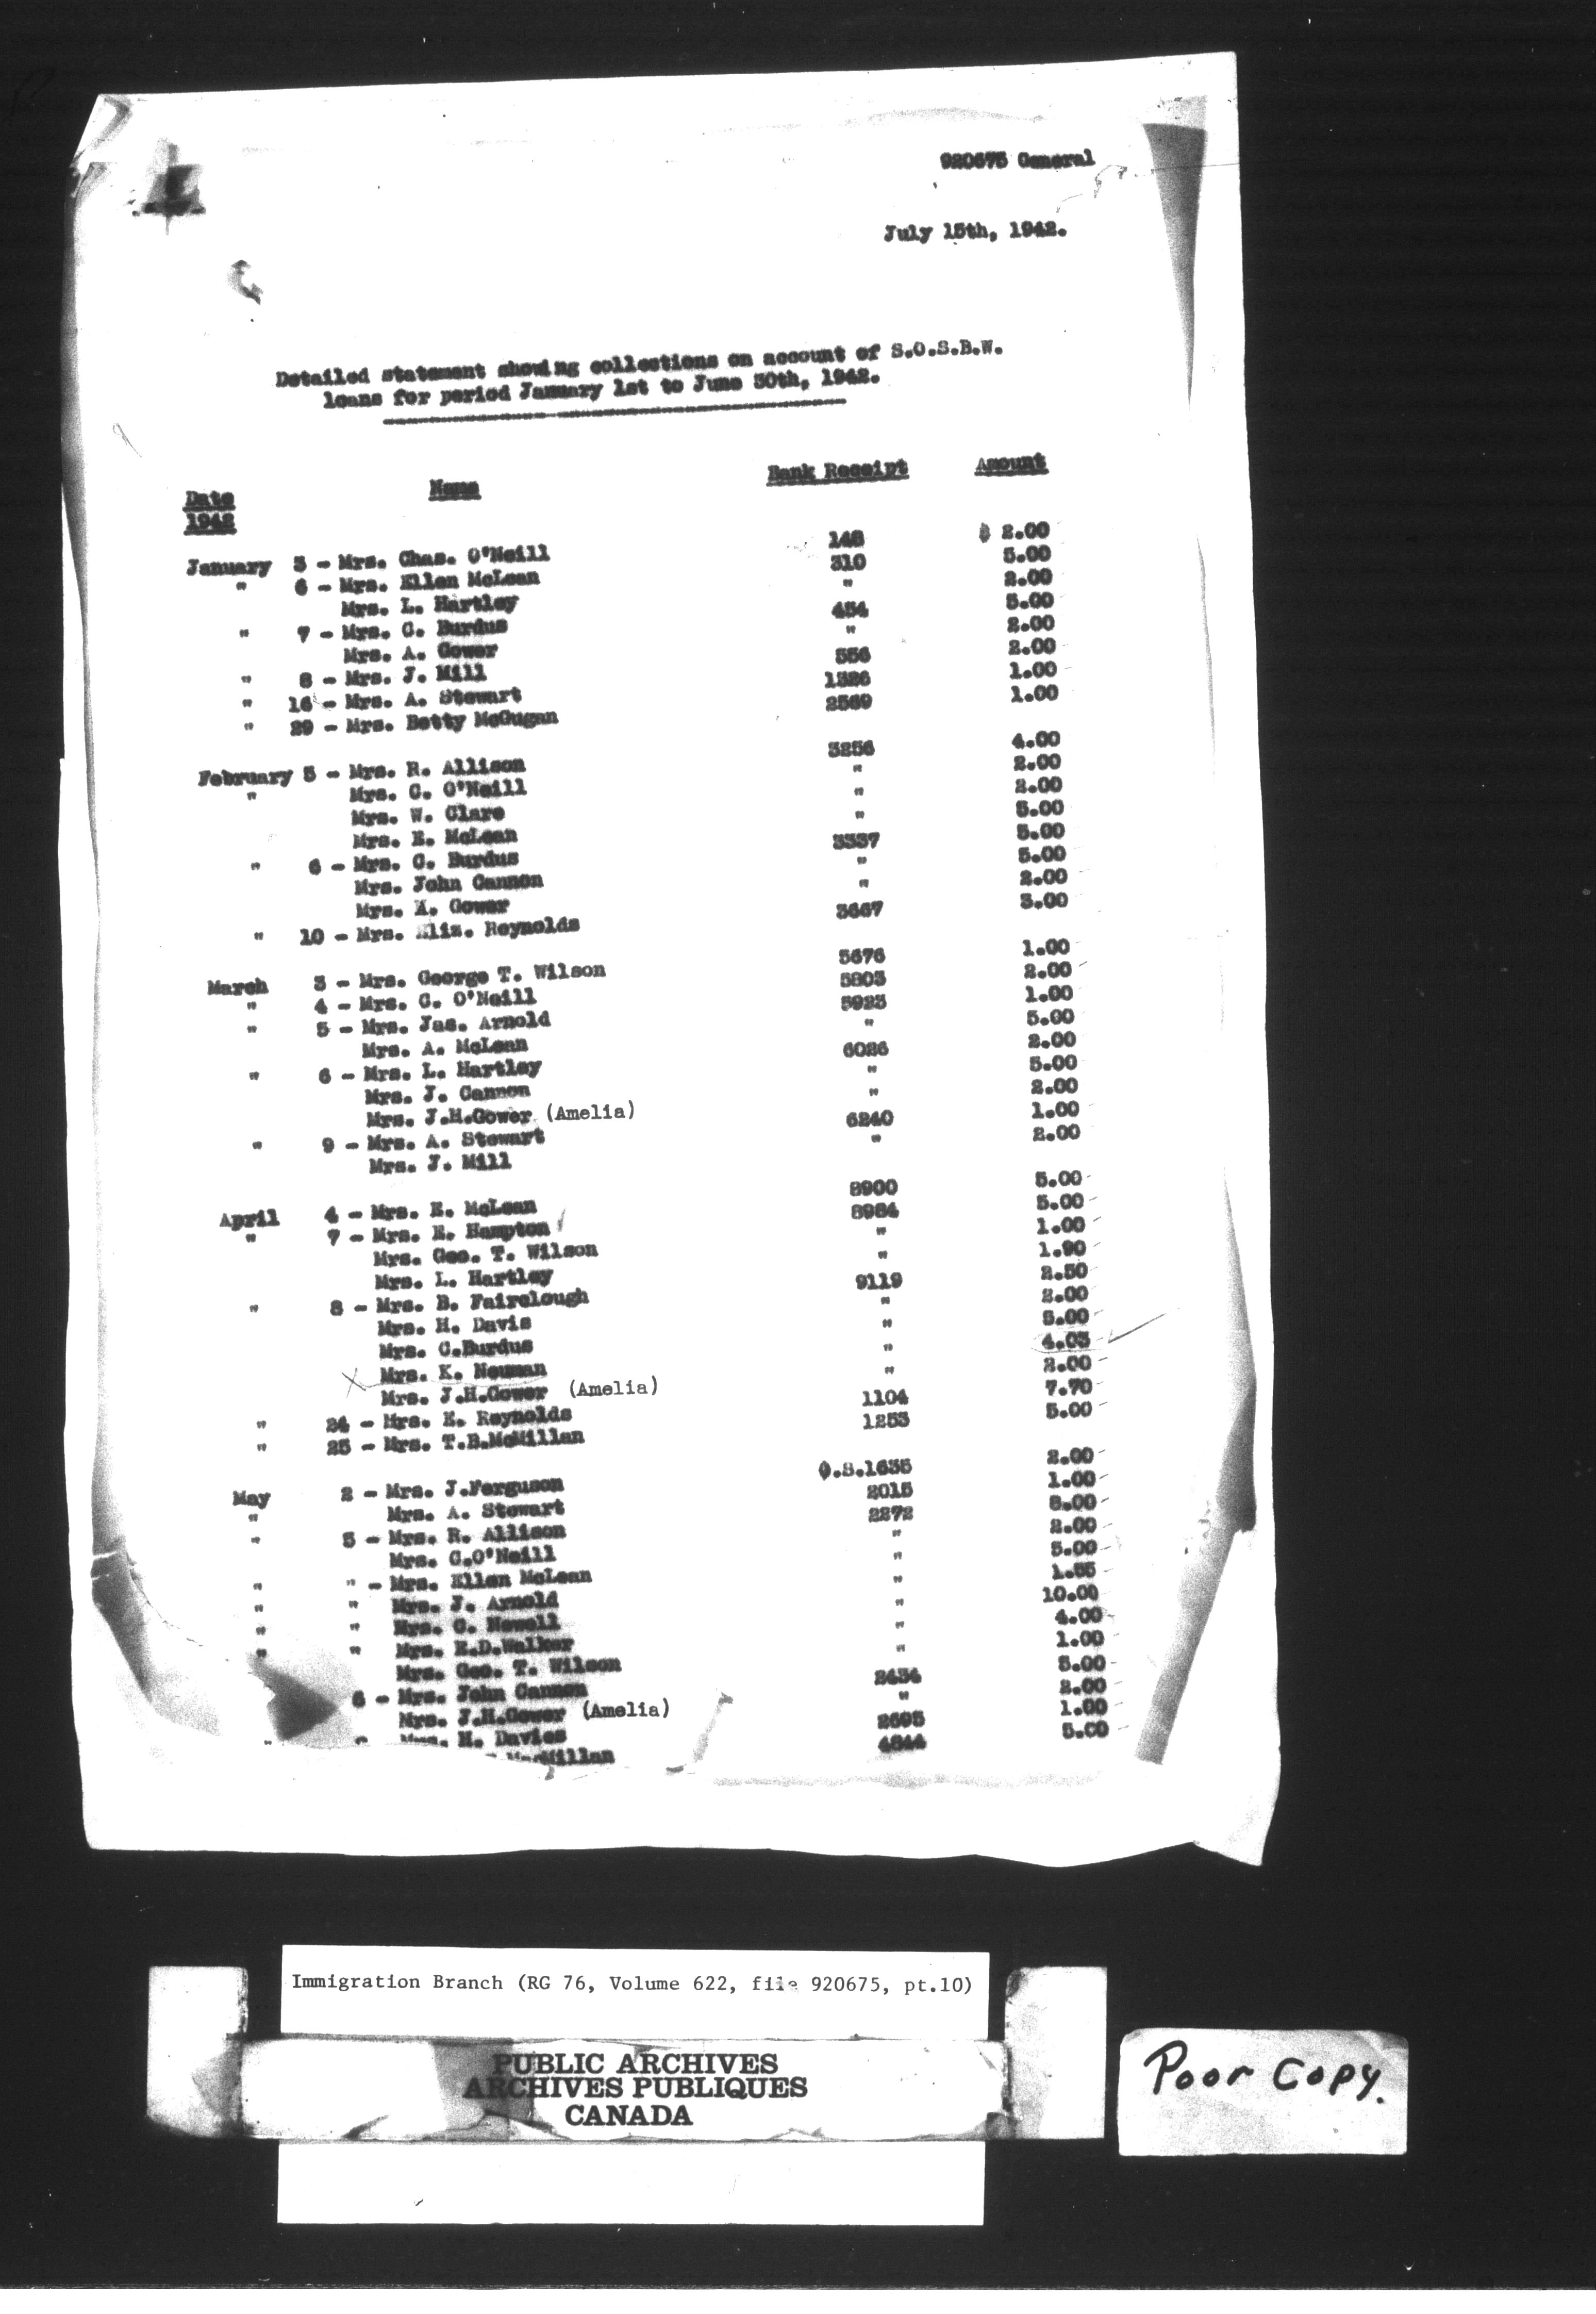 920675 General
July 15th, 1942.
Detailed statement showing collections on account of S.O.S.B.W.
loans for period January 1st to June 30th, 1942.
Date Name Bank Receipt Amount
1942
January 3 - Mrs. Chas. O'Neill 148 $ 2.00
" 6 - Mrs. Ellen McLean 310 5.00
Mrs. L. Hartley " 2.00
" 7 - Mrs. C. Burdus 454 5.00
Mrs. A. Gower " 2.00
" 8 - Mrs. J. Mill 556 2.00
" 16 - Mrs. A. Stewart 1326 1.00
" 29 - Mrs. Betty McGugan 2569 1.00
February 5 - Mrs. R. Allison 3256 4.00
" Mrs. C. O'Neill " 2.00
Mrs. W. Clare " 2.00
Mrs. E. McLean " 5.00
" 6 - Mrs. C. Burdus 3337 5.00
Mrs. John Cannon " 5.00
Mrs. A. Gower " 2.00
" 10 - Mrs. Eliz. Reynolds 3667 3.00
March 3 - Mrs. George T. Wilson 5676 1.00
" 4 - Mrs. C. O'Neill 5803 2.00
" 5 - Mrs. Jas. Arnold 5923 1.00
Mrs. A. McLean " 5.00
" 6 - Mrs. L. Hartley 6086 2.00
Mrs. J. Cannon " 5.00
Mrs. J.H.Gower (Amelia) " 2.00
" 9 - Mrs. A. Stewart 6240 1.00
Mrs. J. Mill " 2.00
April 4 - Mrs. E. McLean 8900 5.00
" 7 - Mrs. E. Hampton 8984 5.00
Mrs. Geo. T. Wilson " 1.00
Mrs. L. Hartley " 1.90
" 8 - Mrs. B. Fairclough 9119 2.50
Mrs. H. Davis " 2.00
Mrs. C.Burdus " 5.00
Mrs. K. Neuman " 4.03
Mrs. J.H.Gower (Amelia) " 2.00
" 24 - Mrs. E. Reynolds 1104 7.70
" 25 - Mrs. T.B.McMillan 1253 5.00
May 2 - Mrs. J.Ferguson O.S.1635 2.00
" Mrs. A. Stewart 2015 1.00
" 5 - Mrs. R. Allison 2272 8.00
Mrs. C.O'Neill " 2.00
" " - Mrs. Ellen McLean " 5.00
" " Mrs. J. Arnold " 1.55
" " Mrs. C. Newell " 10.00
" " Mrs. E.D.Walker " 4.00
Mrs. Geo. T. Wilson " 1.00
6 - Mrs. John Cannon 2434 5.00
Mrs. J.H.Gower (Amelia) " 2.00
" Mrs. H. Davies 2695 1.00
MacMillan 4844 5.00
Immigration Branch (RG 76, Volume 622, file 920675, pt.10)
PUBLIC ARCHIVES
ARCHIVES PUBLIQUES
CANADA
Poor Copy.